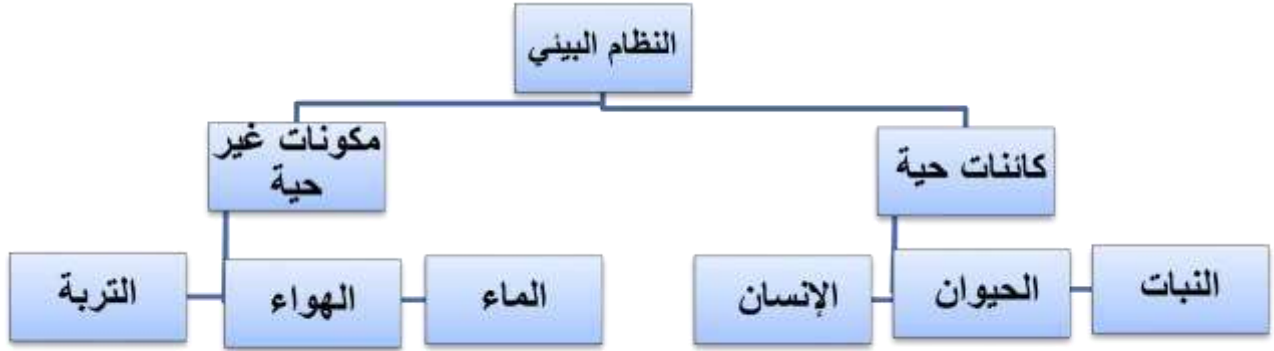 النظام البيئي
كائنات حية
مكونات غير
حية
النبات
الحيوان
الإنسان
الماء
الهواء
التربة